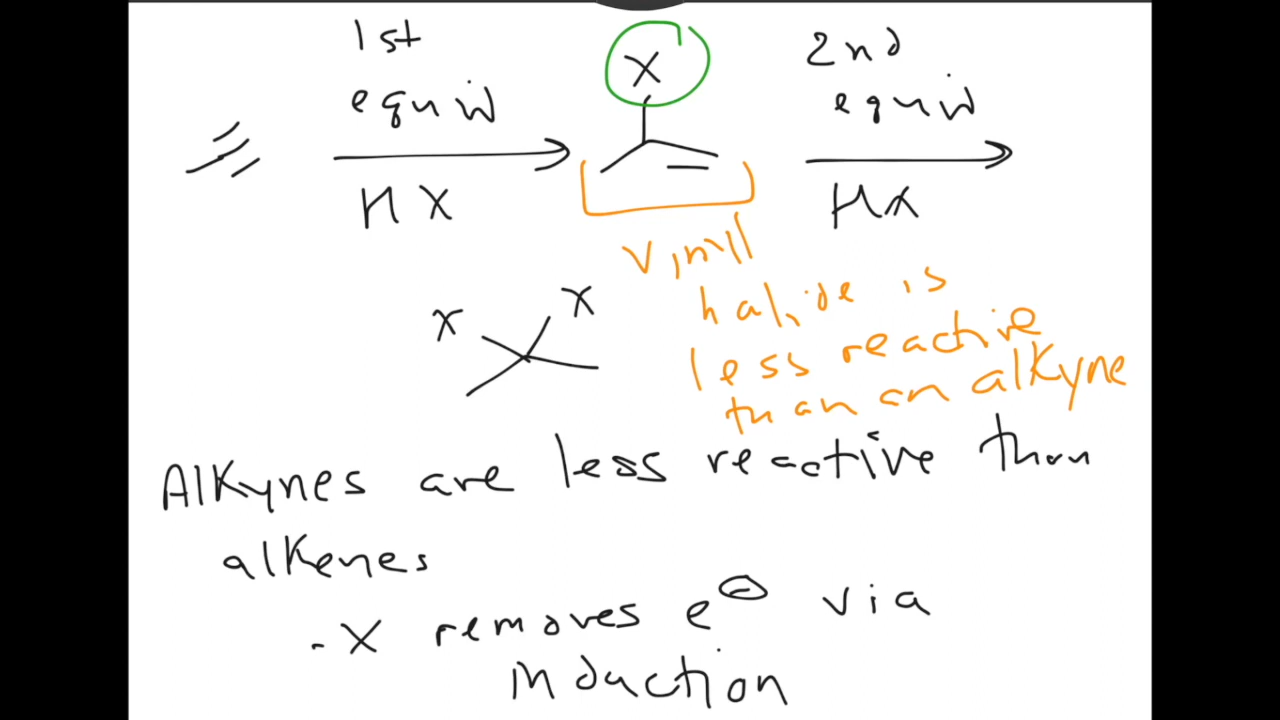 1st
equiv
HX
X
2nd
equiv
HX
X X
vinyl
halide is
less reactive
than an alkyne
Alkynes are less reactive than
alkenes
- X removes e⊖ via
induction